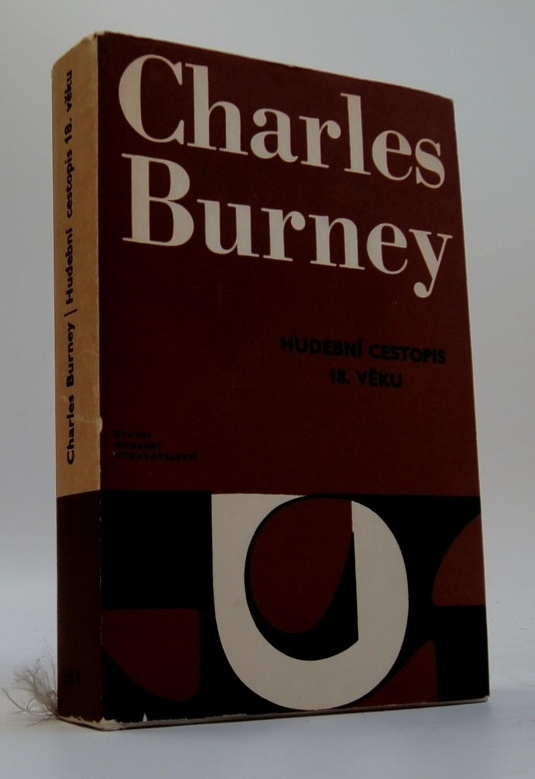 Charles
Burney
HUDEBNÍ CESTOPIS
18. VĚKU
STÁTNÍ
HUDEBNÍ
VYDAVATELSTVÍ
Charles Burney | Hudební cestopis 18. věku